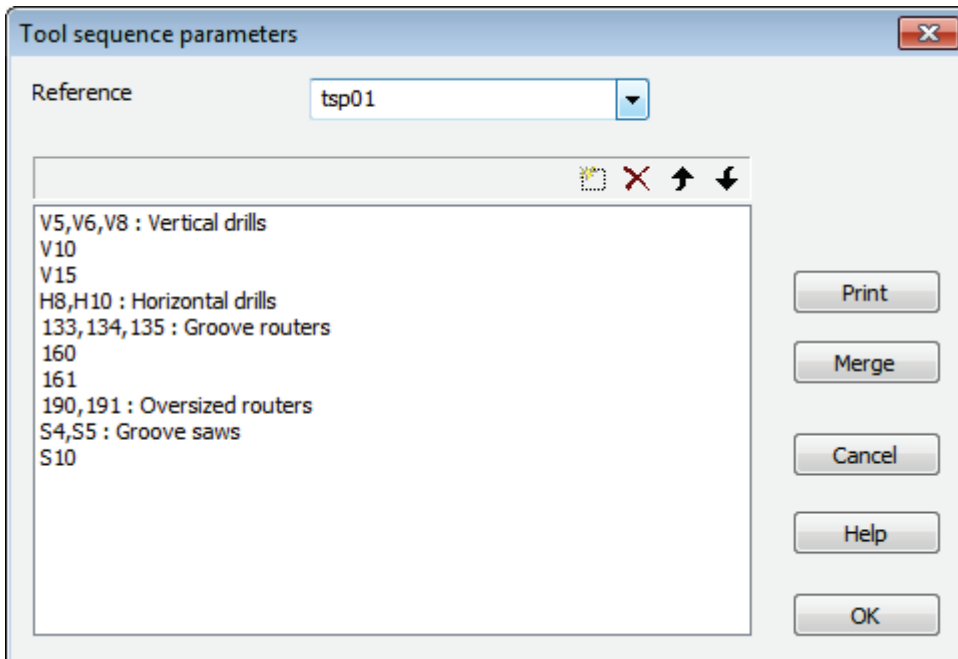 Tool sequence parameters
Reference
tsp01
V5,V6,V8 : Vertical drills
V10
V15
H8,H10 : Horizontal drills
133,134,135 : Groove routers
160
161
190,191 : Oversized routers
S4,S5 : Groove saws
S10
Print
Merge
Cancel
Help
OK